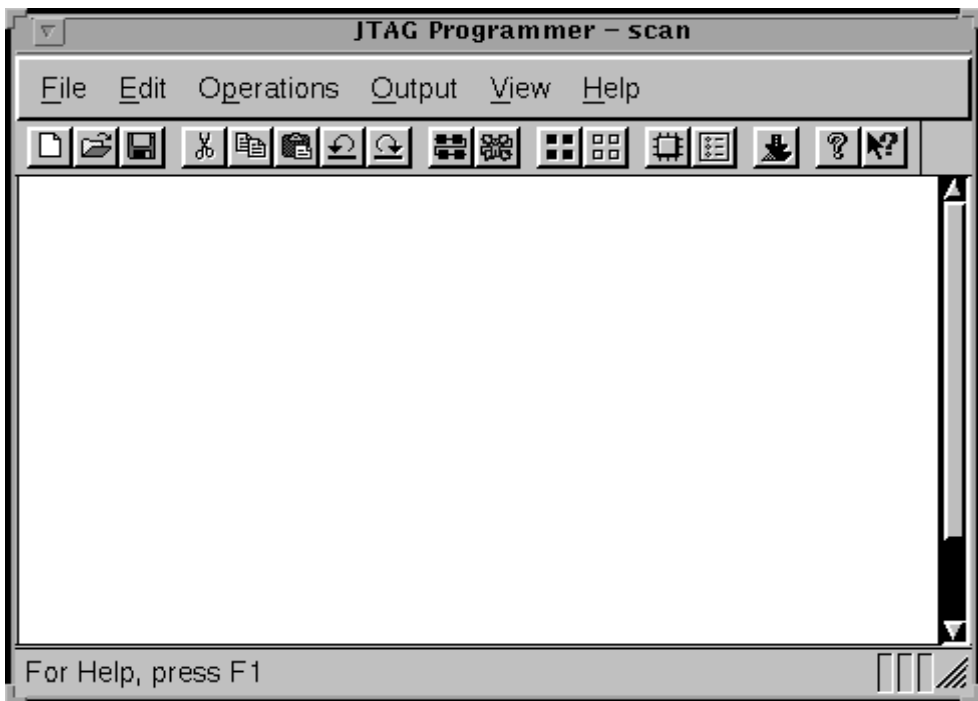 JTAG Programmer – scan
File Edit Operations Output View Help
For Help, press F1